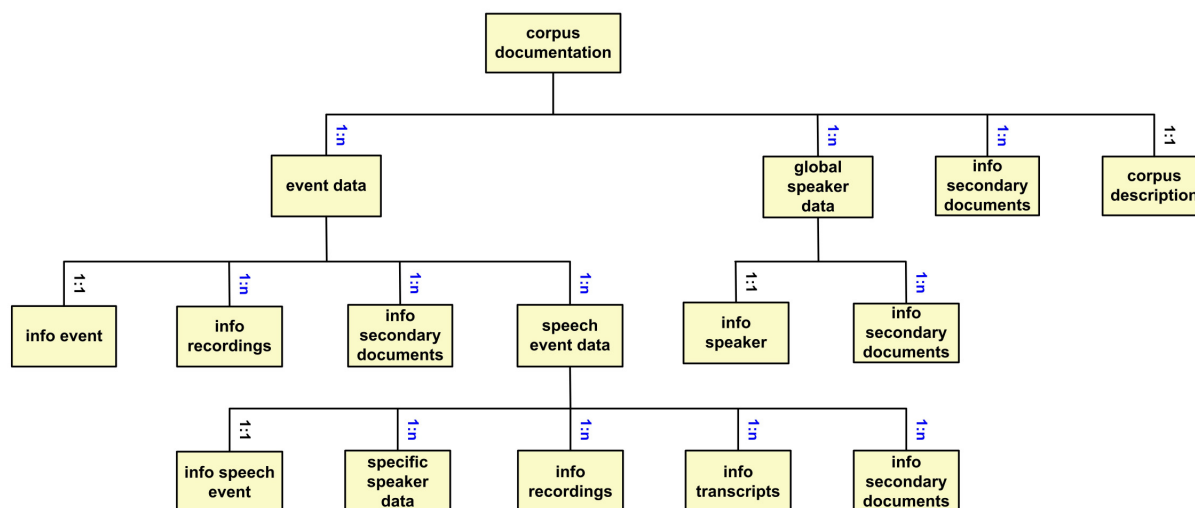 corpus
documentation
1:n
1:n
1:n
1:1
event data
global
speaker
data
info
secondary
documents
corpus
description
1:1
1:n
1:n
1:n
1:1
1:n
info event
info
recordings
info
secondary
documents
speech
event data
info
speaker
info
secondary
documents
1:1
1:n
1:n
1:n
1:n
info speech
event
specific
speaker
data
info
recordings
info
transcripts
info
secondary
documents